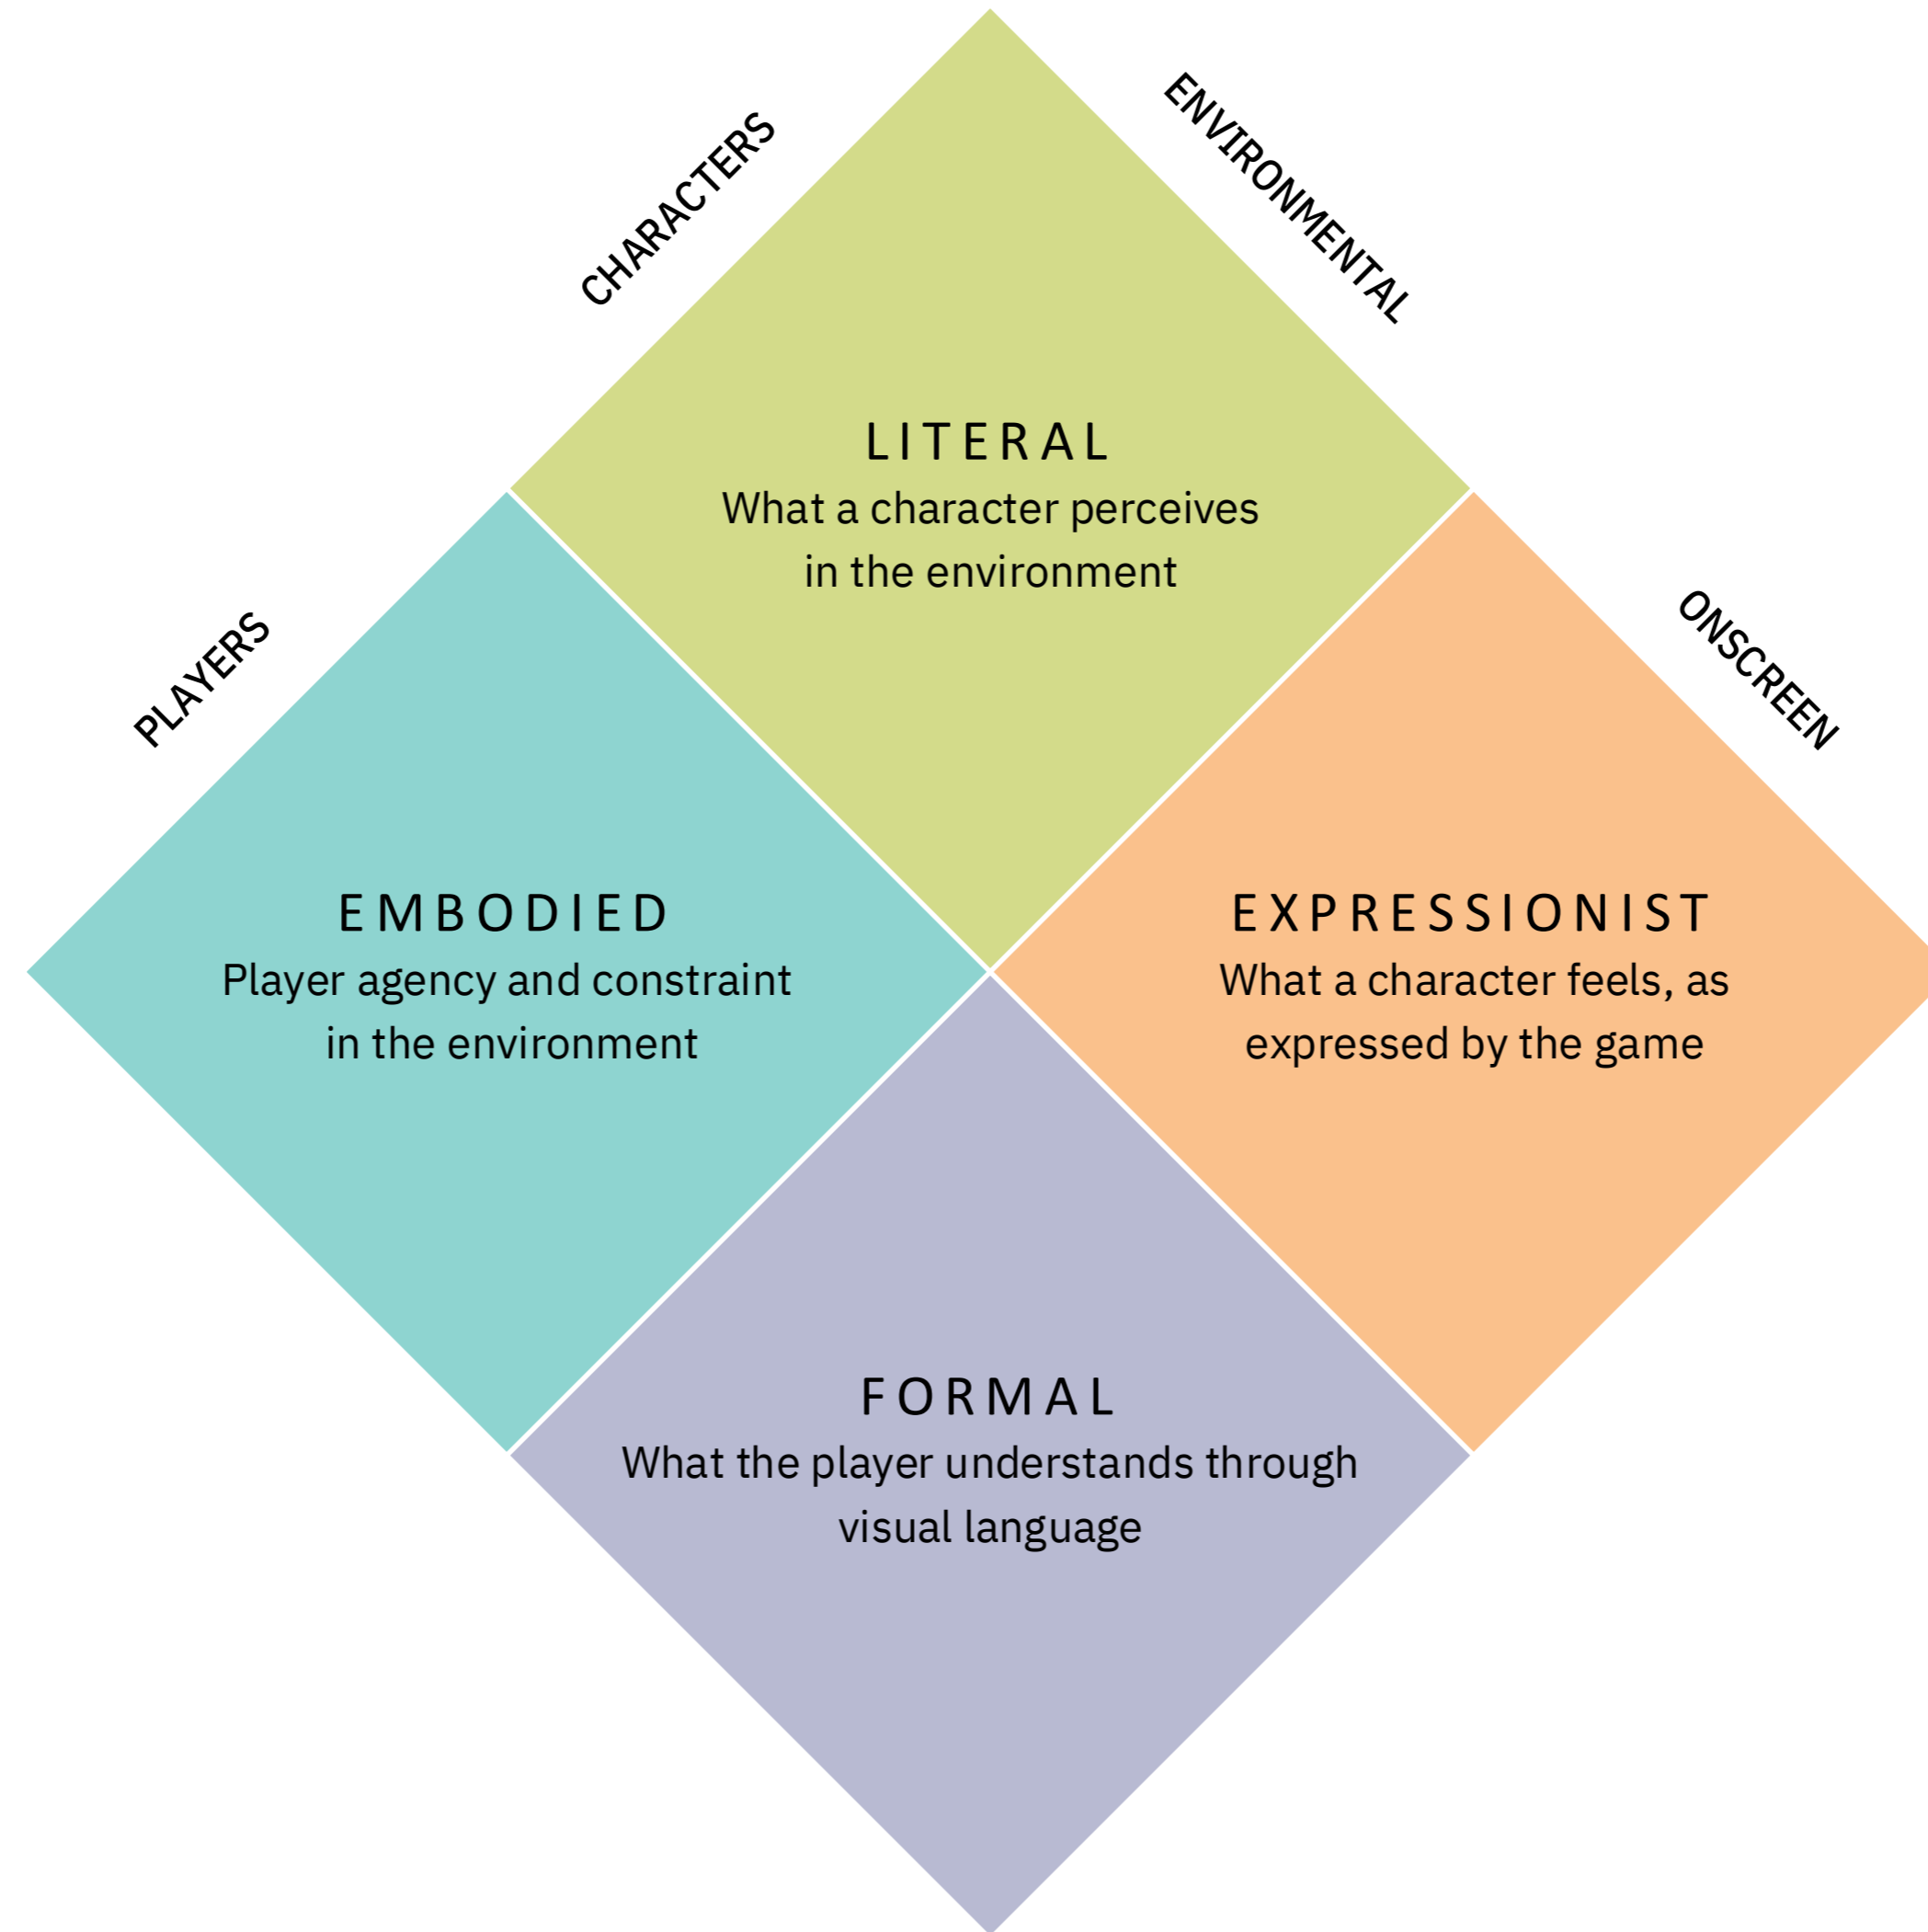 CHARACTERS
ENVIRONMENTAL
LITERAL
What a character perceives
in the environment
PLAYERS
ONSCREEN
EMBODIED
Player agency and constraint
in the environment
EXPRESSIONIST
What a character feels, as
expressed by the game
FORMAL
What the player understands through
visual language